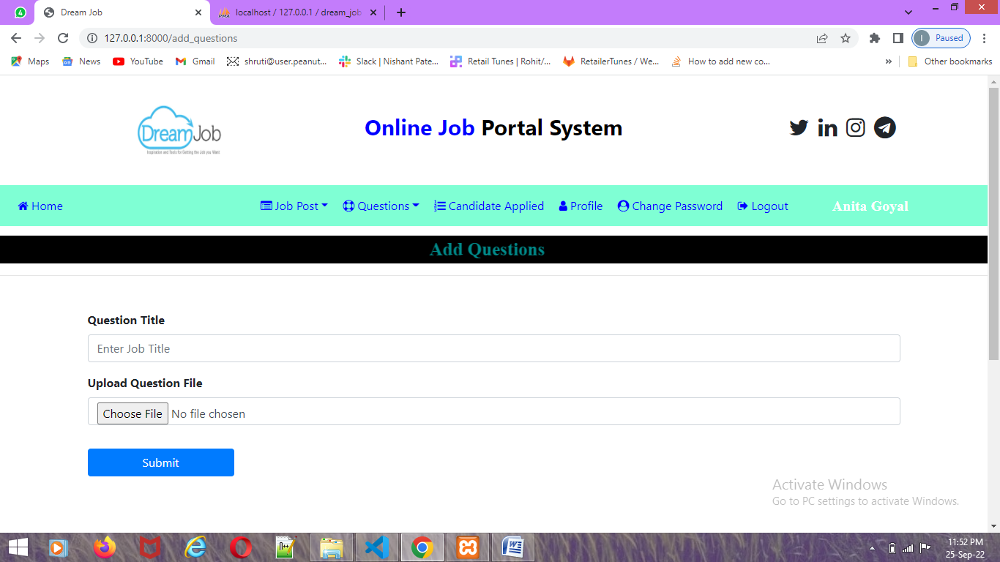 4
Dream Job
localhost / 127.0.0.1 / dream_job
127.0.0.1:8000/add_questions
I
Paused
Maps
News
YouTube
Gmail
shruti@user.peanut...
Slack | Nishant Pate...
Retail Tunes | Rohit/...
RetailerTunes / We...
How to add new co...
»
Other bookmarks
DreamJob
Inspiration and Tools for Getting the Job you Want
Online Job Portal System
Home
Job Post
Questions
Candidate Applied
Profile
Change Password
Logout
Anita Goyal
Add Questions
Question Title
Enter Job Title
Upload Question File
Choose File No file chosen
Submit
Activate Windows
Go to PC settings to activate Windows.
11:52 PM
25-Sep-22